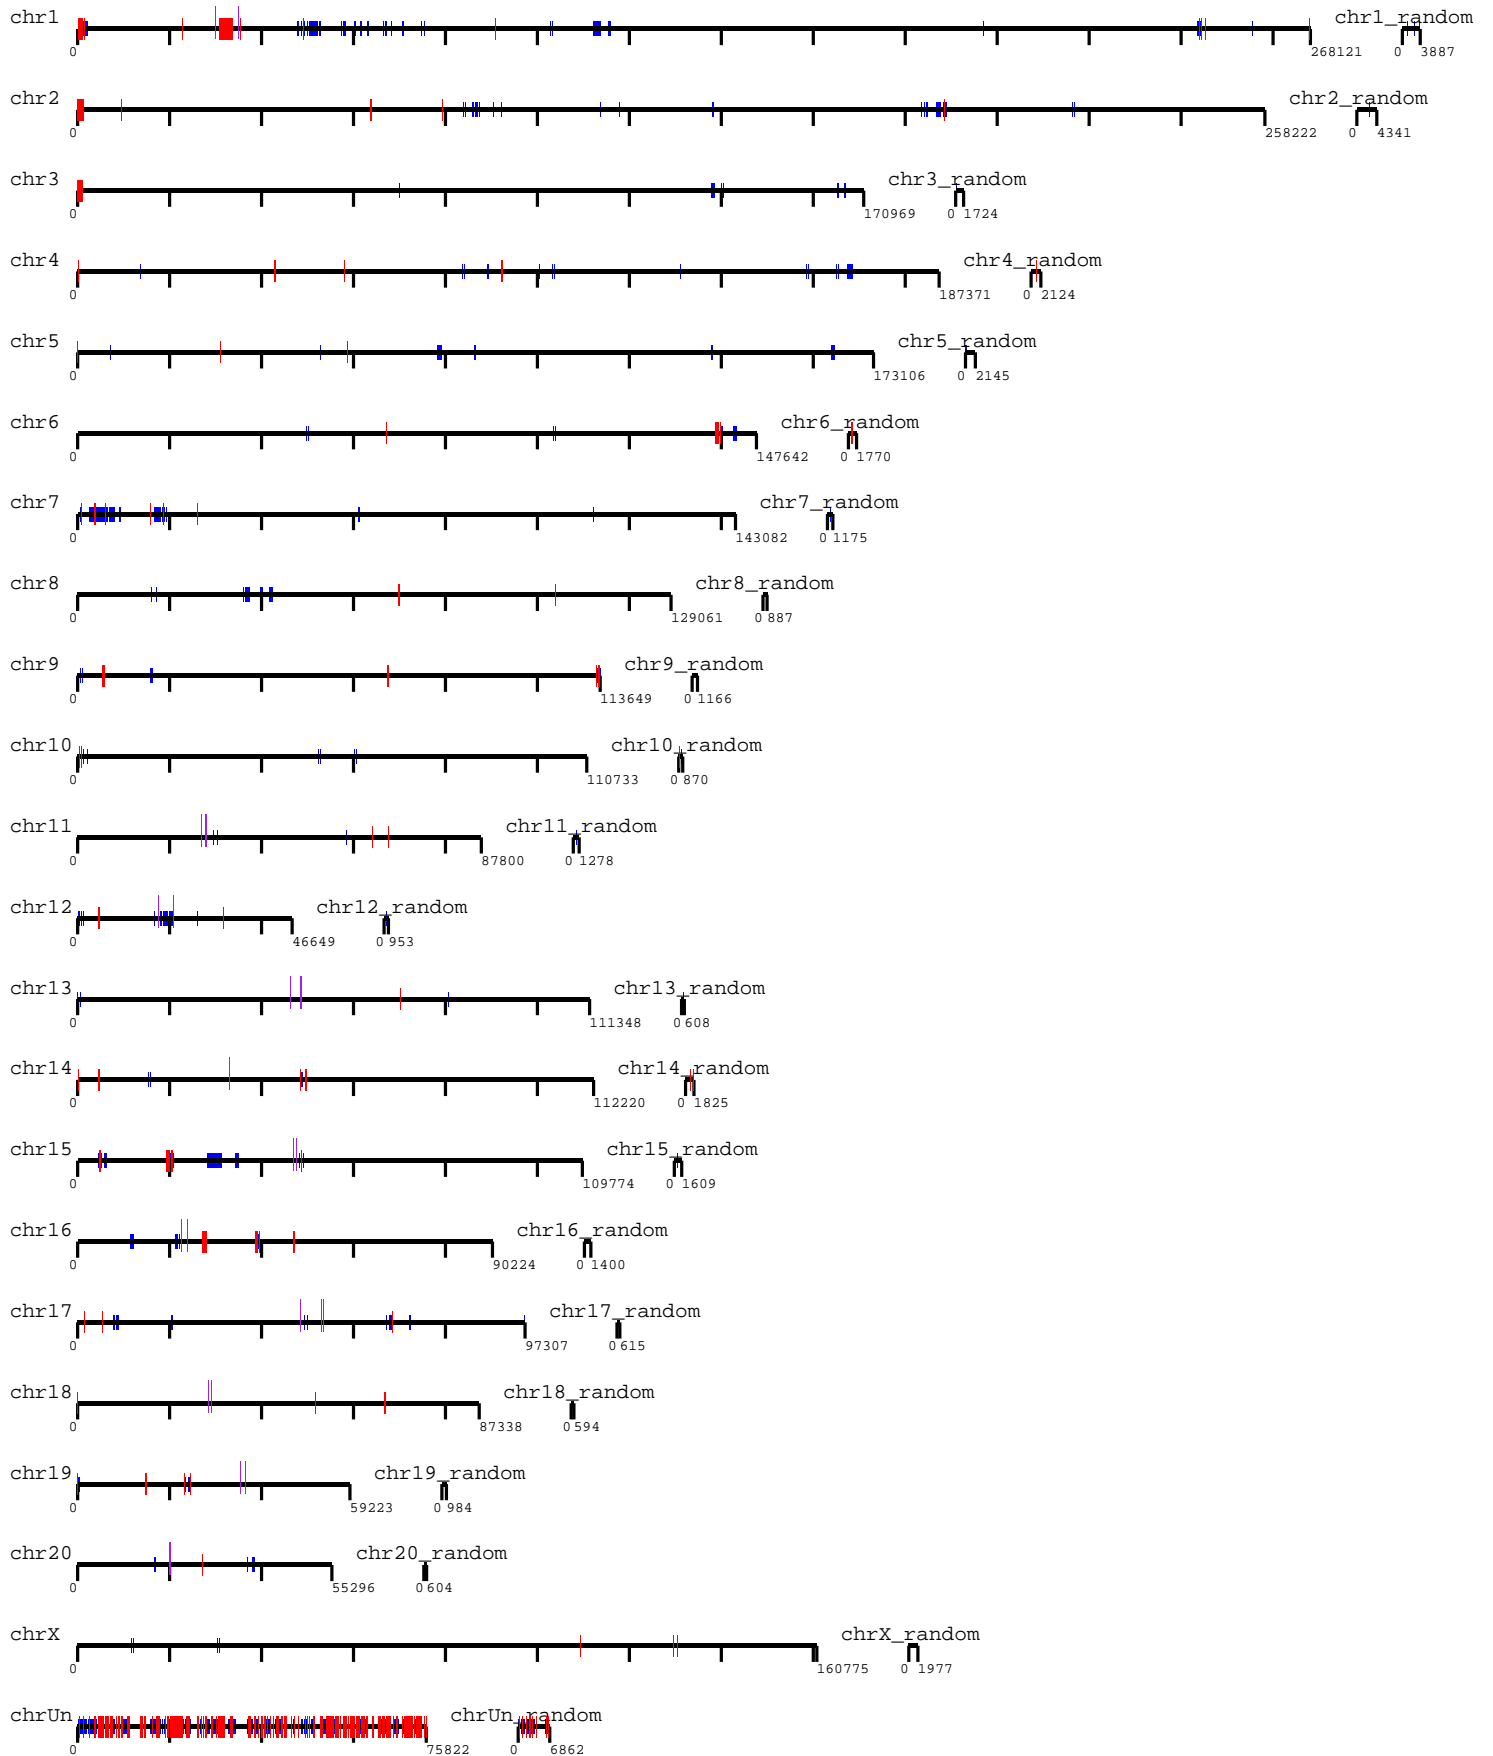 chr1 chr1_random
0 268121 0 3887
chr2 chr2_random
0 258222 0 4341
chr3 chr3_random
0 170969 0 1724
chr4 chr4_random
0 187371 0 2124
chr5 chr5_random
0 173106 0 2145
chr6 chr6_random
0 147642 0 1770
chr7 chr7_random
0 143082 0 1175
chr8 chr8_random
0 129061 0 887
chr9 chr9_random
0 113649 0 1166
chr10 chr10_random
0 110733 0 870
chr11 chr11_random
0 87800 0 1278
chr12 chr12_random
0 46649 0 953
chr13 chr13_random
0 111348 0 608
chr14 chr14_random
0 112220 0 1825
chr15 chr15_random
0 109774 0 1609
chr16 chr16_random
0 90224 0 1400
chr17 chr17_random
0 97307 0 615
chr18 chr18_random
0 87338 0 594
chr19 chr19_random
0 59223 0 984
chr20 chr20_random
0 55296 0 604
chrX chrX_random
0 160775 0 1977
chrUn chrUn_random
0 75822 0 6862